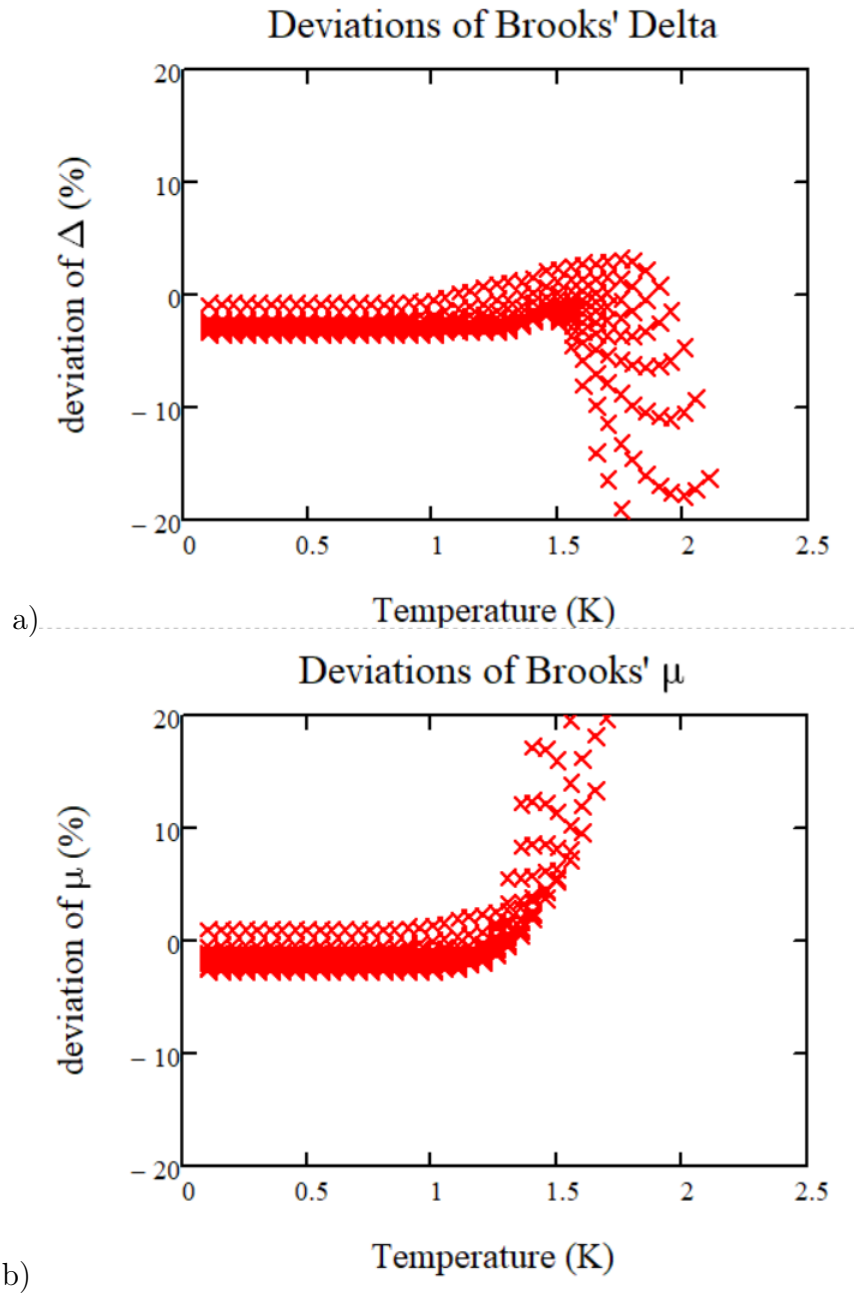 Deviations of Brooks' Delta
20
10
0
– 10
– 20
deviation of Δ (%)
0 0.5 1 1.5 2 2.5
Temperature (K)
a)
Deviations of Brooks' μ
20
10
0
– 10
– 20
deviation of μ (%)
0 0.5 1 1.5 2 2.5
Temperature (K)
b)